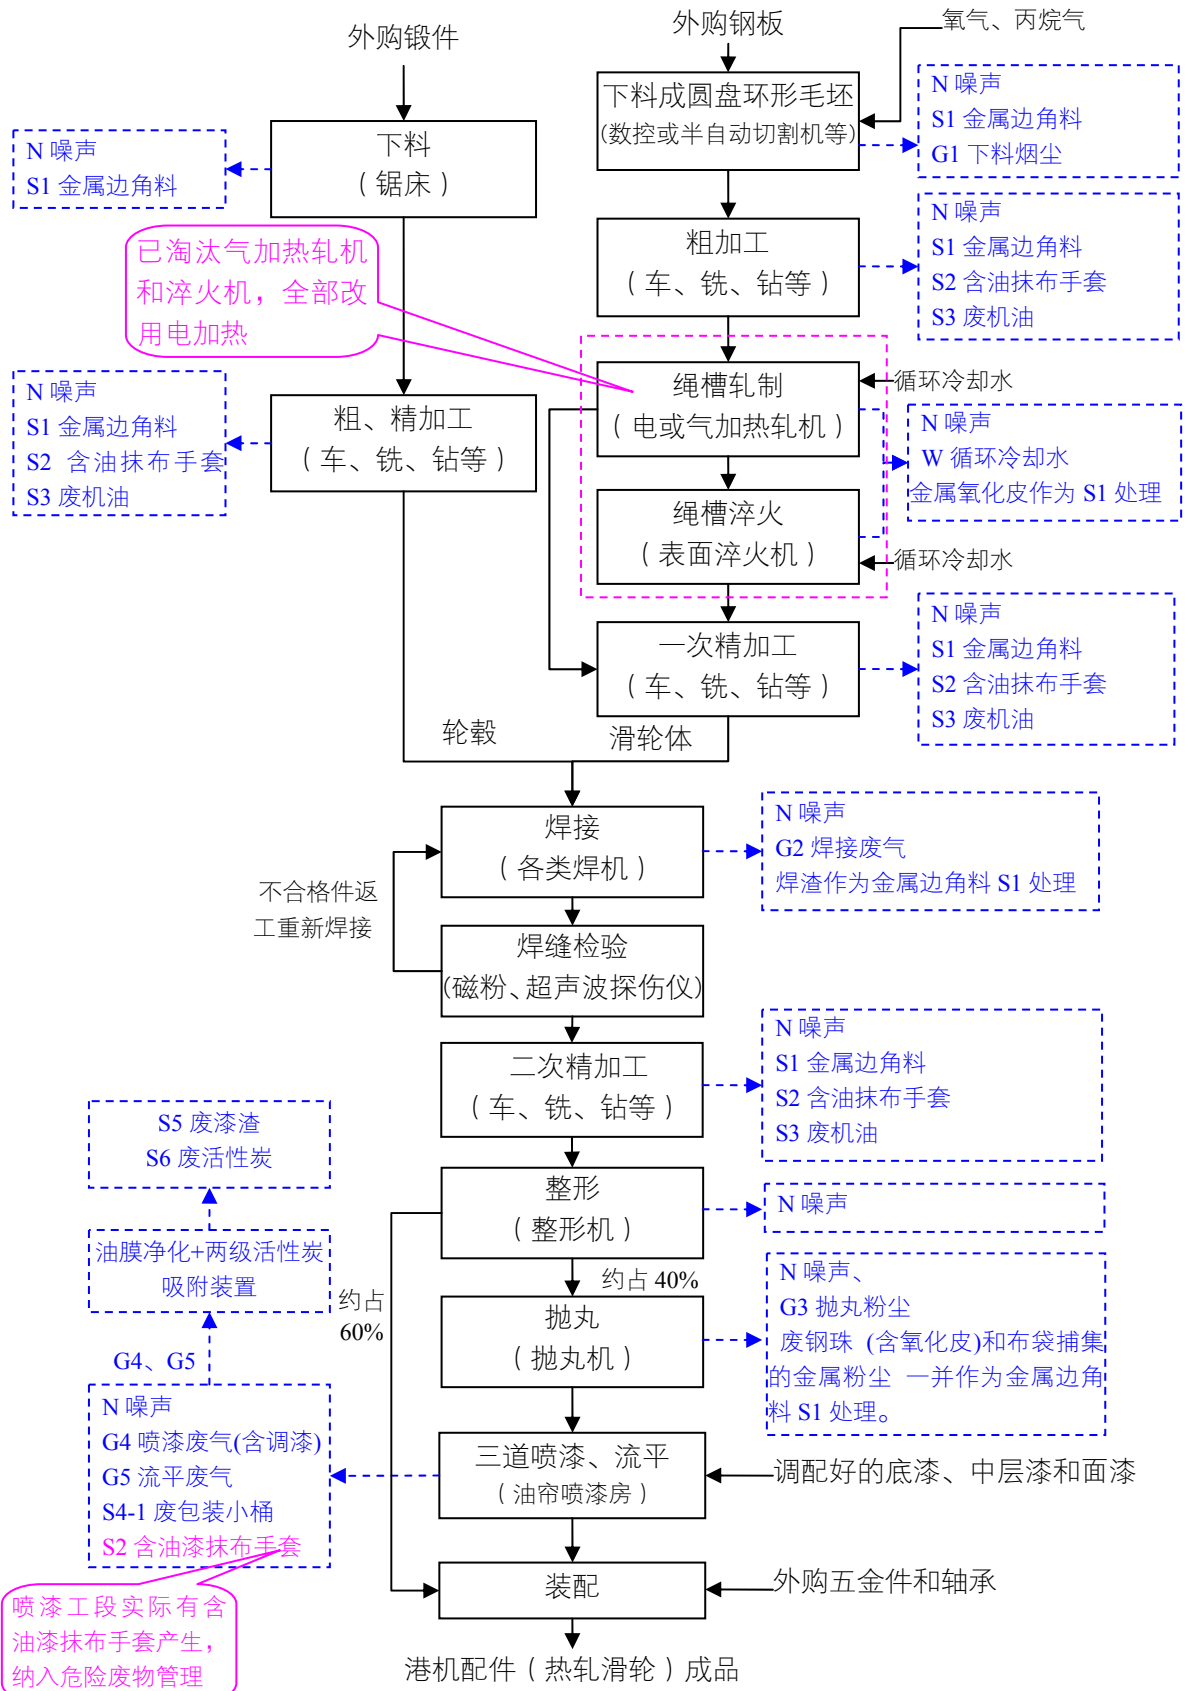 外购锻件
外购钢板
氧气、丙烷气
下料成圆盘环形毛坯
(数控或半自动切割机等)
N 噪声
S1 金属边角料
G1 下料烟尘
下料
（锯床）
N 噪声
S1 金属边角料
粗加工
（车、铣、钻等）
N 噪声
S1 金属边角料
S2 含油抹布手套
S3 废机油
已淘汰气加热轧机
和淬火机，全部改
用电加热
绳槽轧制
（电或气加热轧机）
循环冷却水
N 噪声
W 循环冷却水
金属氧化皮作为 S1 处理
N 噪声
S1 金属边角料
S2 含油抹布手套
S3 废机油
粗、精加工
（车、铣、钻等）
绳槽淬火
（表面淬火机）
循环冷却水
一次精加工
（车、铣、钻等）
N 噪声
S1 金属边角料
S2 含油抹布手套
S3 废机油
轮毂
滑轮体
焊接
（各类焊机）
N 噪声
G2 焊接废气
焊渣作为金属边角料 S1 处理
不合格件返
工重新焊接
焊缝检验
(磁粉、超声波探伤仪)
二次精加工
（车、铣、钻等）
N 噪声
S1 金属边角料
S2 含油抹布手套
S3 废机油
S5 废漆渣
S6 废活性炭
整形
（整形机）
N 噪声
油膜净化+两级活性炭
吸附装置
约占
60%
约占 40%
抛丸
（抛丸机）
N 噪声、
G3 抛丸粉尘
废钢珠 (含氧化皮)和布袋捕集
的金属粉尘 一并作为金属边角
料 S1 处理。
G4、G5
N 噪声
G4 喷漆废气(含调漆)
G5 流平废气
S4-1 废包装小桶
S2 含油漆抹布手套
三道喷漆、流平
（油帘喷漆房）
调配好的底漆、中层漆和面漆
喷漆工段实际有含
油漆抹布手套产生，
纳入危险废物管理
装配
外购五金件和轴承
港机配件（热轧滑轮）成品